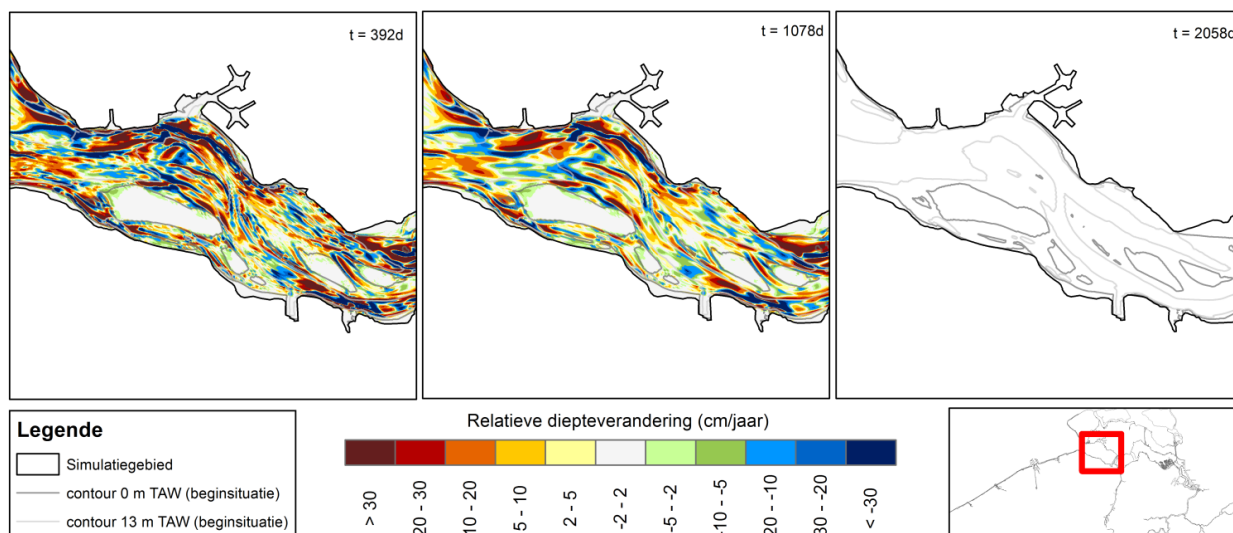 t = 392d
t = 1078d
t = 2058d
Legende
Simulatiegebied
contour 0 m TAW (beginsituatie)
contour 13 m TAW (beginsituatie)
Relatieve diepteverandering (cm/jaar)
> 30
20 - 30
10 - 20
5 - 10
2 - 5
-2 - 2
-5 - -2
-10 - -5
-20 - -10
-30 - -20
< -30